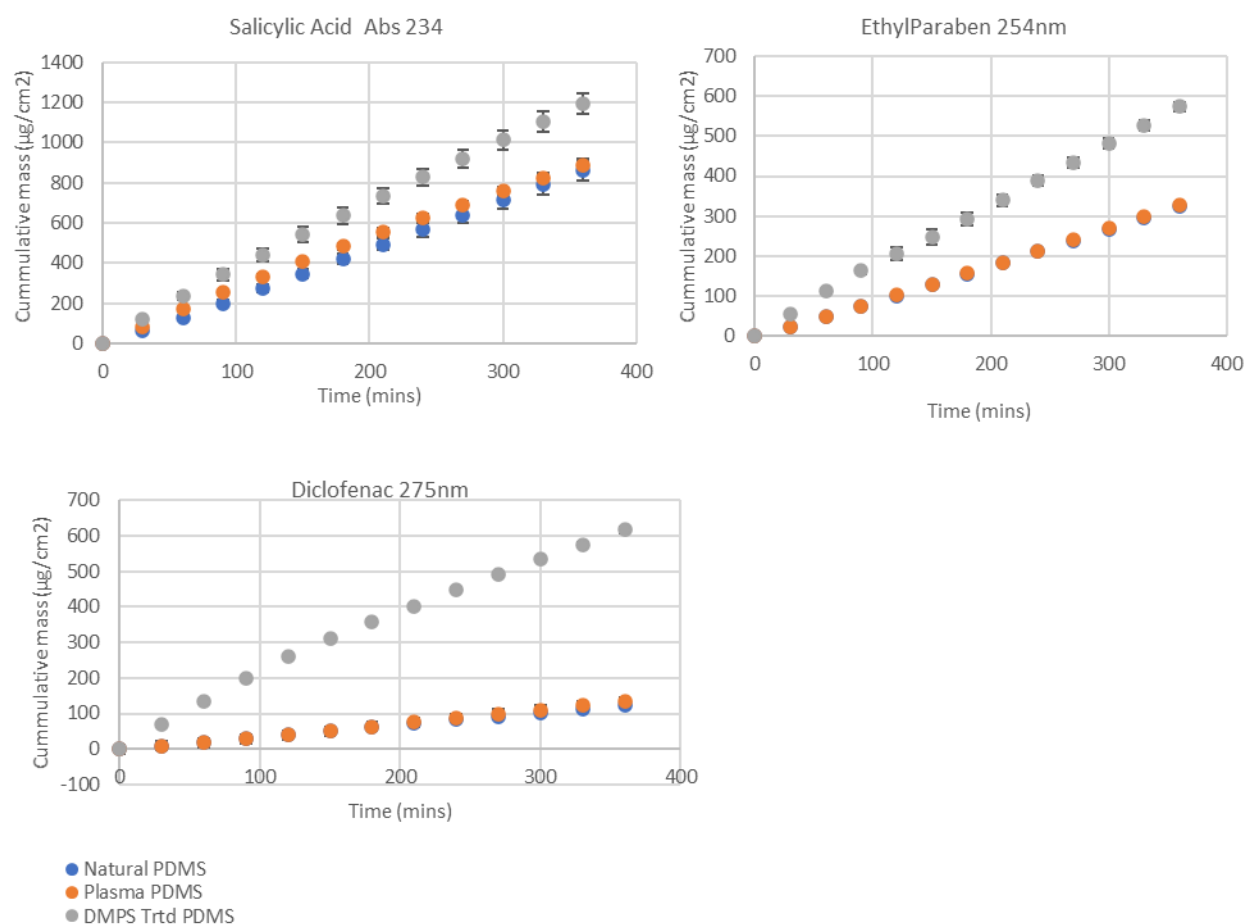 Salicylic Acid Abs 234
Cummulative mass (µg/cm2)
1400
1200
1000
800
600
400
200
0
0 100 200 300 400
Time (mins)
EthylParaben 254nm
Cummulative mass (µg/cm2)
700
600
500
400
300
200
100
0
0 100 200 300 400
Time (mins)
Diclofenac 275nm
Cummulative mass (µg/cm2)
700
600
500
400
300
200
100
0
-100
0 100 200 300 400
Time (mins)
Natural PDMS
Plasma PDMS
DMPS Trtd PDMS